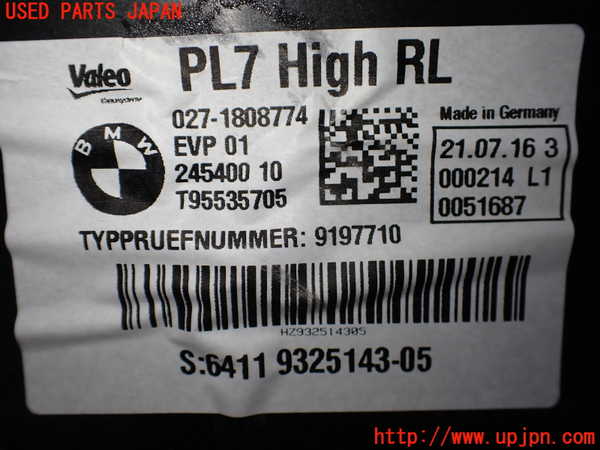 USED PARTS JAPAN
Valeo
PL7 High RL
BMW
027-1808774
EVP 01
245400 10
T95535705
Made in Germany
21.07.16 3
000214 L1
0051687
TYPPRUEFNUMMER: 9197710
HZ932514305
S:6411 9325143-05
http://www.upjpn.com/